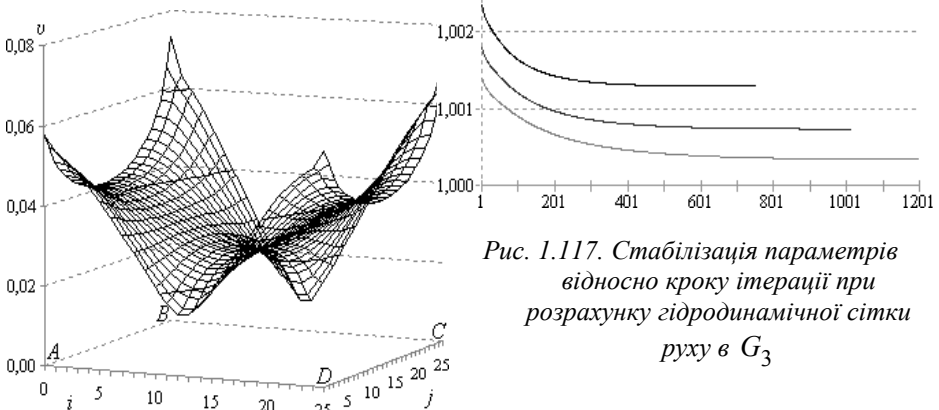 υ
0,08
0,06
0,04
0,02
0,00
A
B
C
D
0 5 10 15 20 25
i
5 10 15 20 25
j
1,002
1,001
1,000
1 201 401 601 801 1001 1201
Рис. 1.117. Стабілізація параметрів
відносно кроку ітерації при
розрахунку гідродинамічної сітки
руху в G₃